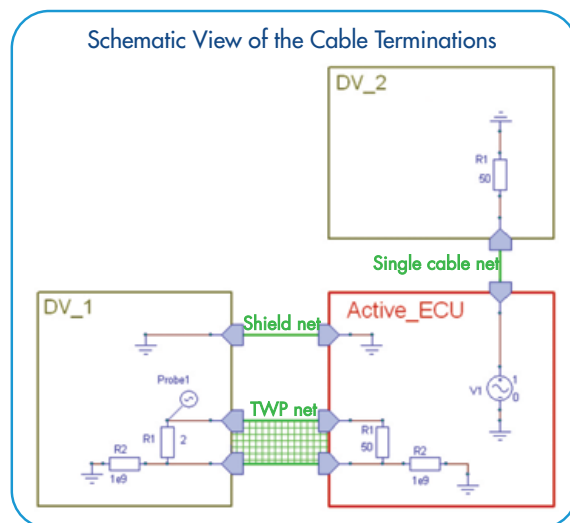 Schematic View of the Cable Terminations
DV_2
R1
50
Single cable net
DV_1
Shield net
Active_ECU
Probe1
V1
1
0
TWP net
R1
2
R2
1e9
R1
50
R2
1e9